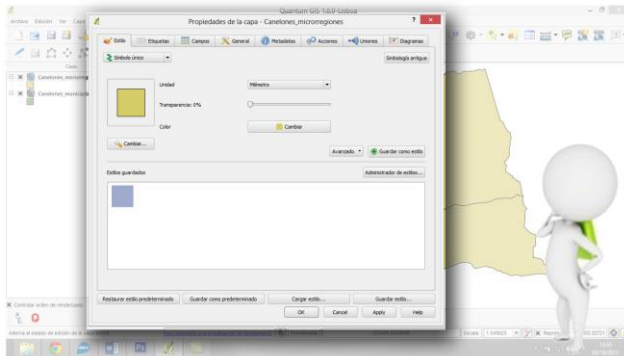 Quantum GIS 1.8.0-Lisboa
Propiedades de la capa - Canelones_microrregiones
Archivo Edición Ver Capa
Estilo Etiquetas Campos General Metadatos Acciones Uniones Diagramas
Símbolo único Simbología antigua
Capas
Unidad Milímetro
Transparencia: 0%
Color Cambiar
Cambiar...
Avanzado Guardar como estilo
Estilos guardados Administrador de estilos...
Restaurar estilo predeterminado Guardar como predeterminado Cargar estilo... Guardar estilo...
OK Cancel Apply Help
Controlar orden de renderizado